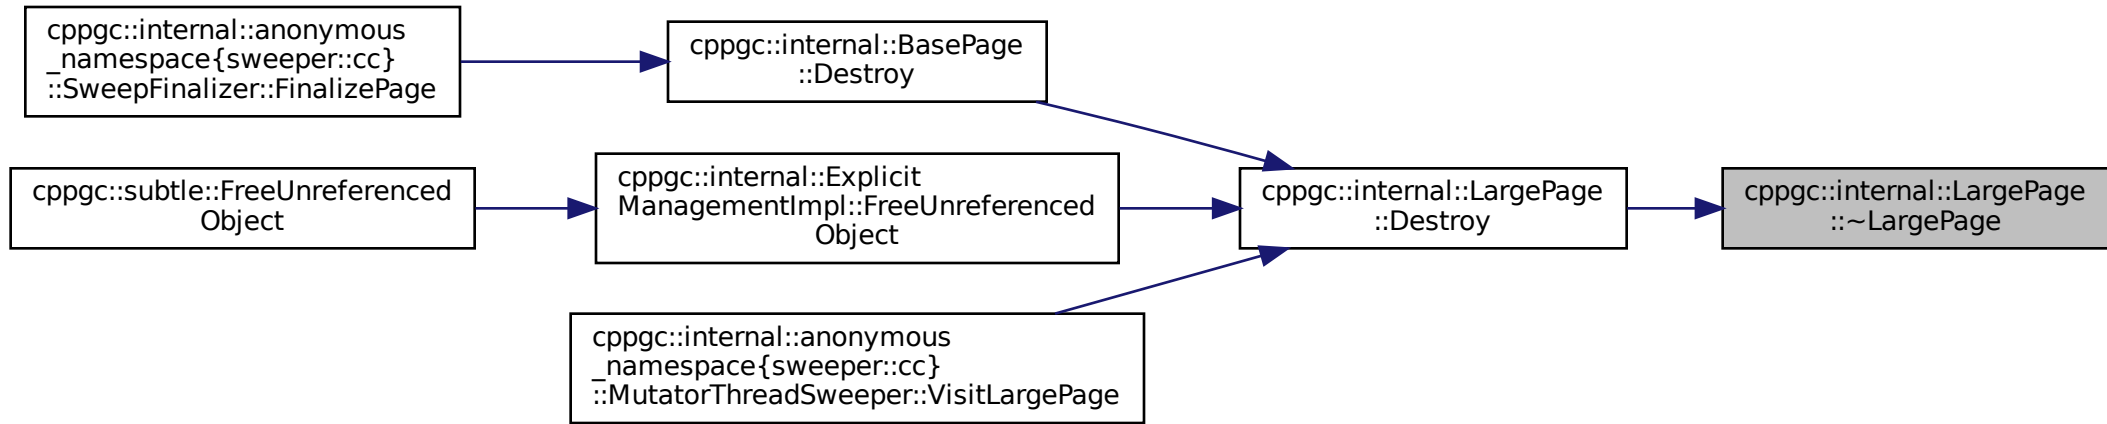 cppgc::internal::anonymous
_namespace{sweeper::cc}
::SweepFinalizer::FinalizePage
cppgc::internal::BasePage
::Destroy
cppgc::subtle::FreeUnreferenced
Object
cppgc::internal::Explicit
ManagementImpl::FreeUnreferenced
Object
cppgc::internal::LargePage
::Destroy
cppgc::internal::LargePage
::~LargePage
cppgc::internal::anonymous
_namespace{sweeper::cc}
::MutatorThreadSweeper::VisitLargePage